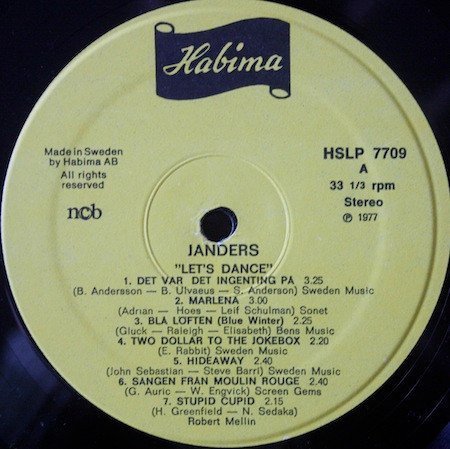 Habima
Made in Sweden
by Habima AB
All rights
reserved
ncb
HSLP 7709
A
33 1/3 rpm
Stereo
Ⓟ 1977
JANDERS
"LET'S DANCE"
1. DET VAR DET INGENTING PÅ 3.25
(B. Andersson — B. Ulvaeus — S. Anderson) Sweden Music
2. MARLENA 3.00
(Adrian - Hoes - Leif Schulman) Sonet
3. BLÅ LOFTEN (Blue Winter) 2.25
(Gluck — Raleigh — Elisabeth) Bens Music
4. TWO DOLLAR TO THE JOKEBOX 2.20
(E. Rabbit) Sweden Music
5. HIDEAWAY 2.40
(John Sebastian — Steve Barri) Sweden Music
6. SÅNGEN FRÅN MOULIN ROUGE 2.40
(G. Auric — W. Engvick) Screen Gems
7. STUPID CUPID 2.15
(H. Greenfield — N. Sedaka)
Robert Mellin